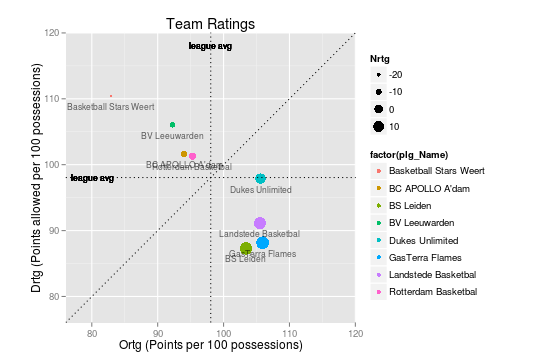 Team Ratings
120
110
100
90
80
80
90
100
110
120
Drtg (Points allowed per 100 possessions)
Ortg (Points per 100 possessions)
league avg
league avg
Basketball Stars Weert
BV Leeuwarden
BC APOLLO A'dam
Rotterdam Basketbal
Dukes Unlimited
Landstede Basketbal
GasTerra Flames
BS Leiden
Nrtg
-20
-10
0
10
factor(plg_Name)
Basketball Stars Weert
BC APOLLO A'dam
BS Leiden
BV Leeuwarden
Dukes Unlimited
GasTerra Flames
Landstede Basketbal
Rotterdam Basketbal